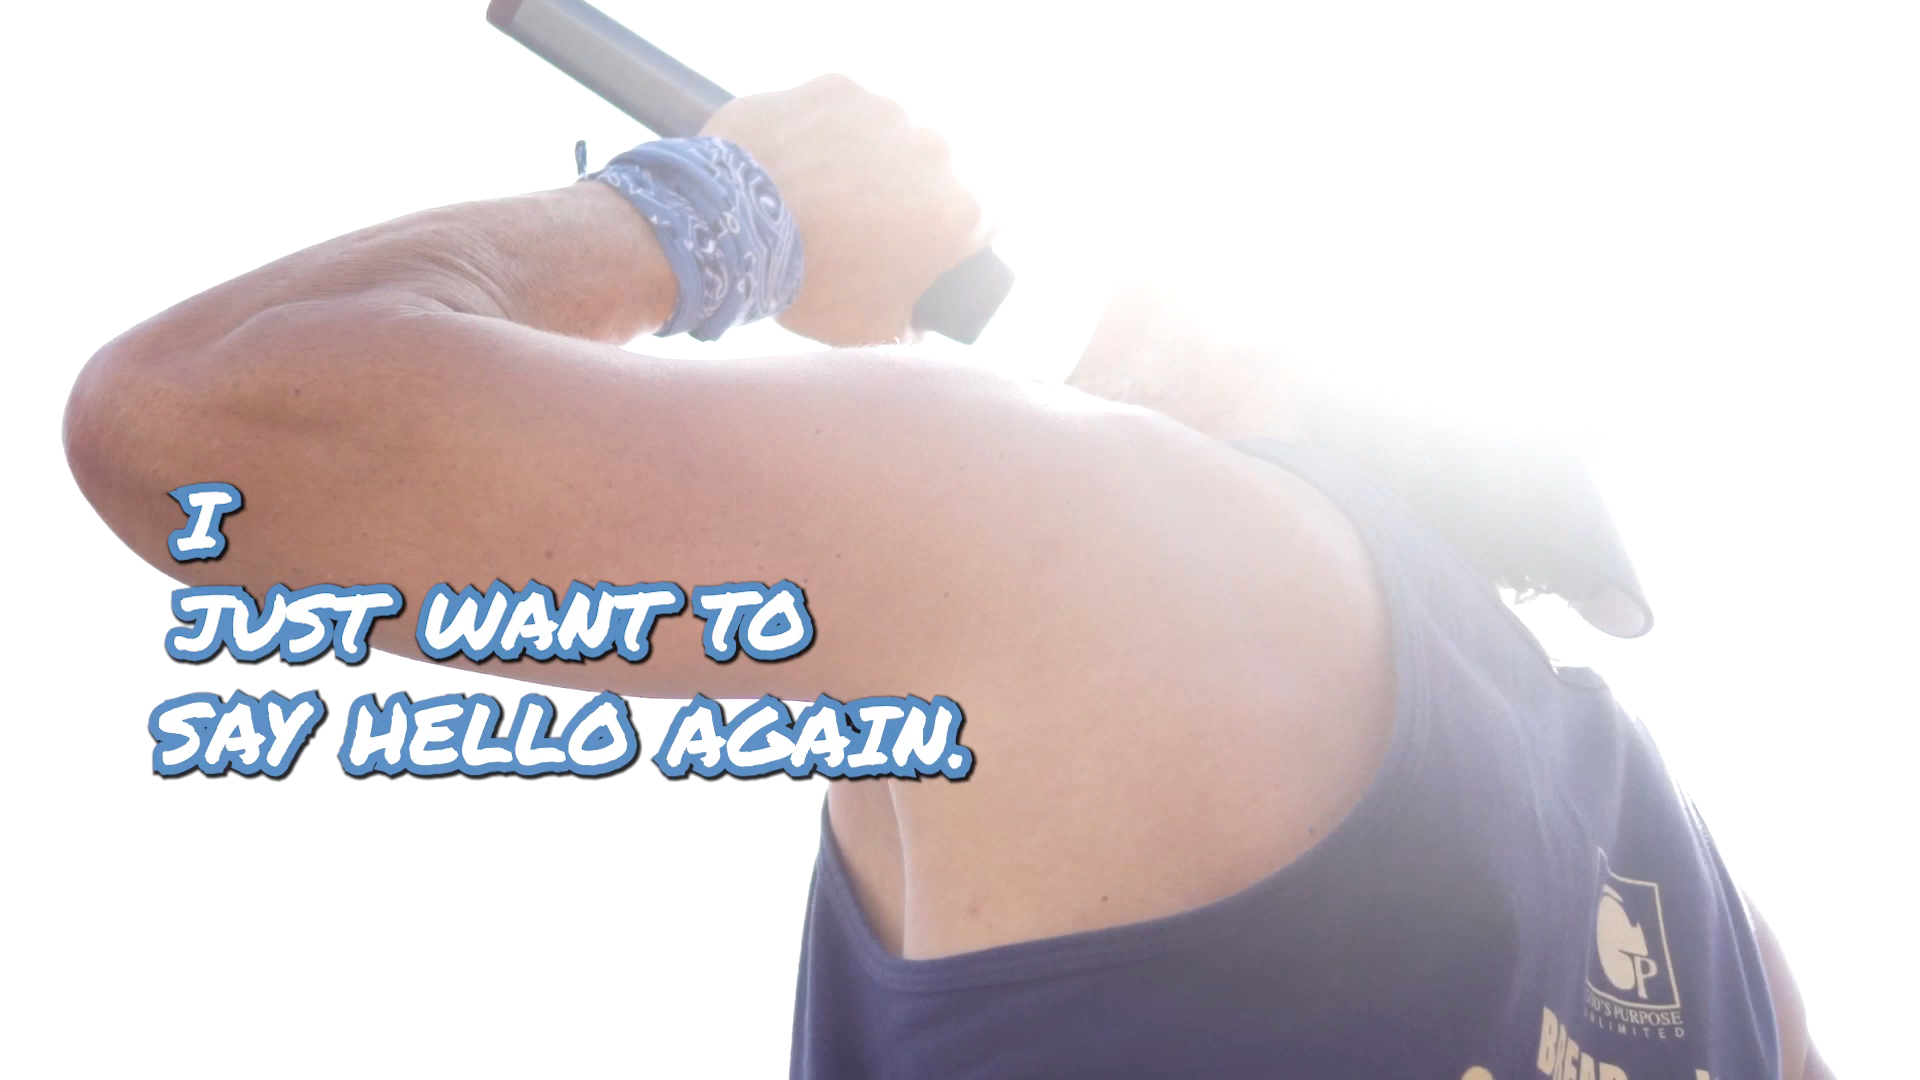 I
JUST WANT TO
SAY HELLO AGAIN.
GP
GOD'S PURPOSE
UNLIMITED